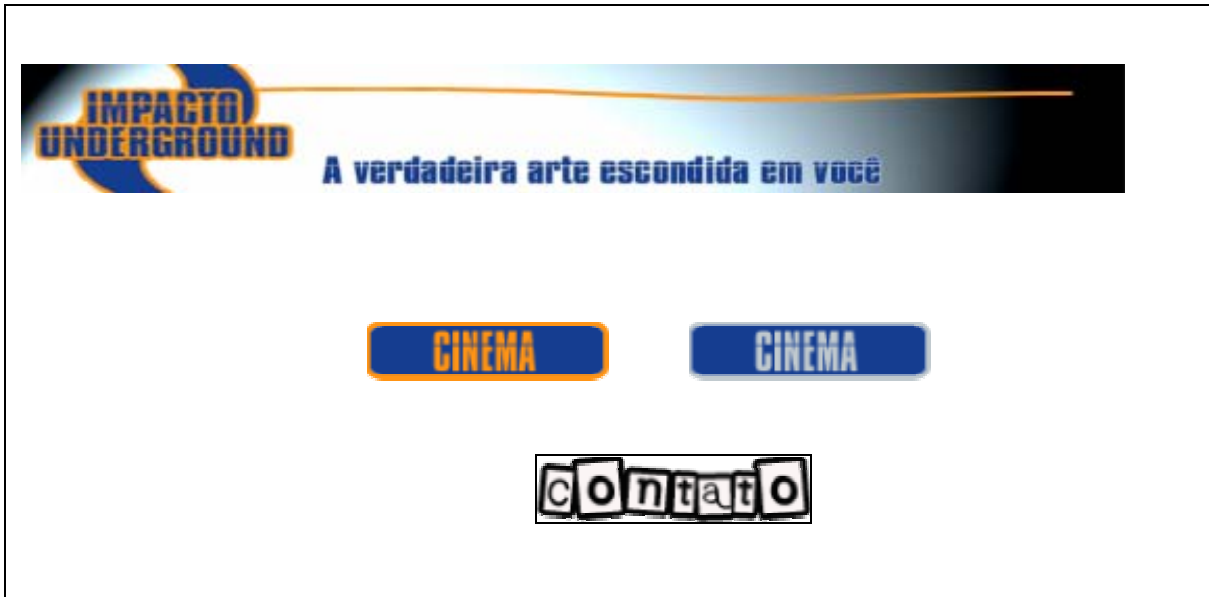 IMPACTO
UNDERGROUND
A verdadeira arte escondida em você
CINEMA CINEMA
contato